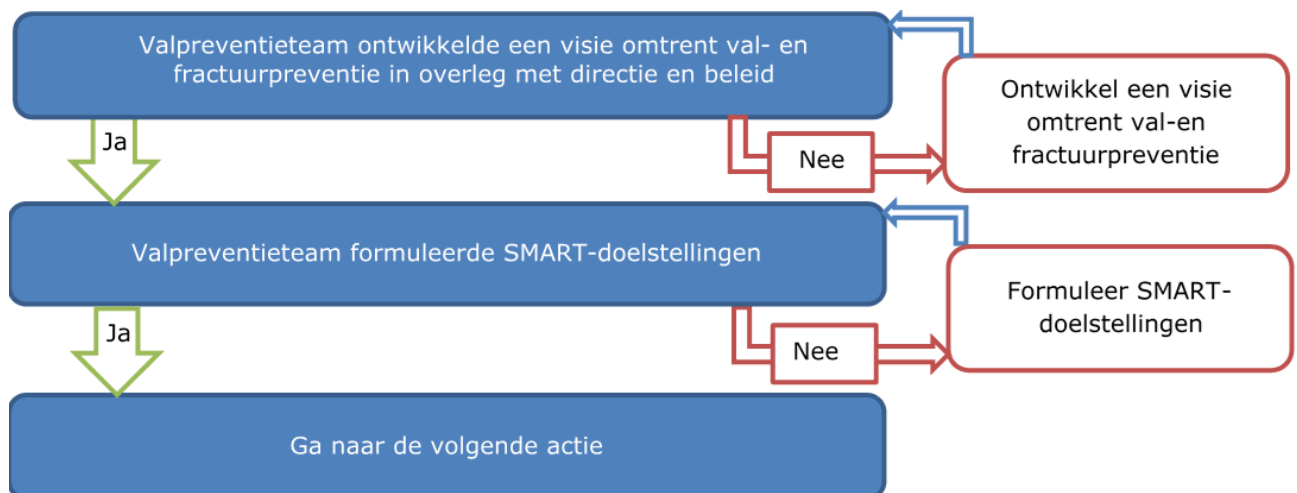 Valpreventieteam ontwikkelde een visie omtrent val- en
fractuurpreventie in overleg met directie en beleid
Ontwikkel een visie
omtrent val-en
fractuurpreventie
Ja
Nee
Valpreventieteam formuleerde SMART-doelstellingen
Formuleer SMART-
doelstellingen
Ja
Nee
Ga naar de volgende actie